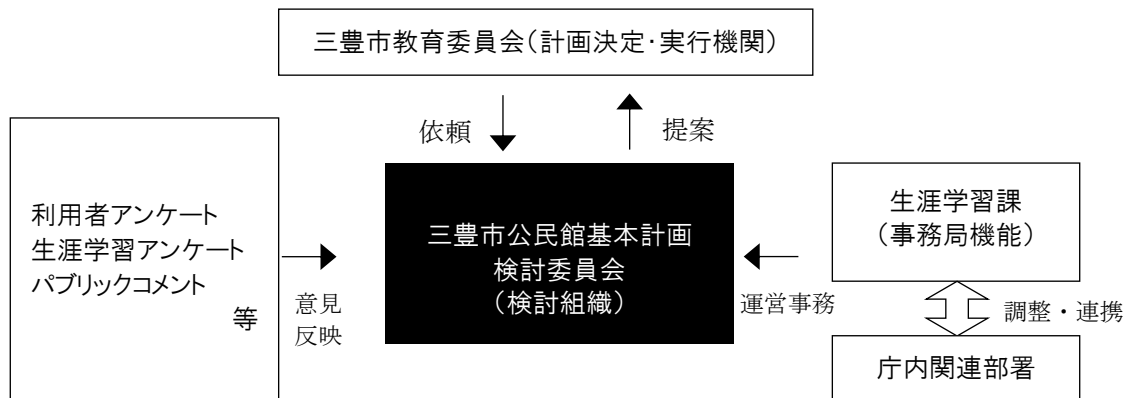 三豊市教育委員会(計画決定・実行機関)
依頼
提案
利用者アンケート
生涯学習アンケート
パブリックコメント
等
意見
反映
三豊市公民館基本計画
検討委員会
(検討組織)
運営事務
生涯学習課
(事務局機能)
調整・連携
庁内関連部署